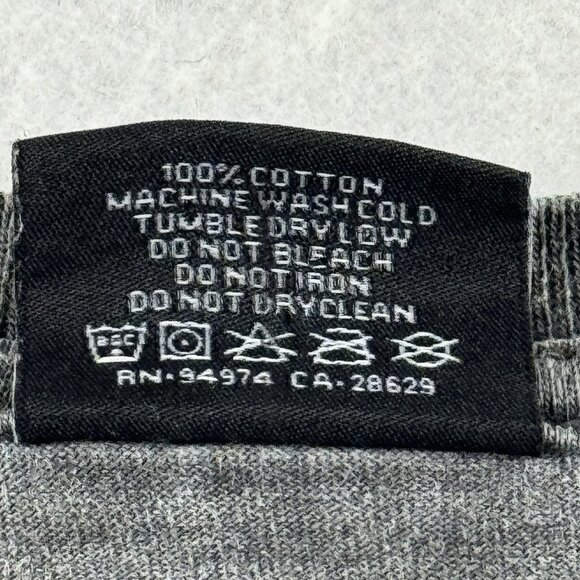 100% COTTON
MACHINE WASH COLD
TUMBLE DRY LOW
DO NOT BLEACH
DO NOT IRON
DO NOT DRYCLEAN
RN-94974 CA-28629